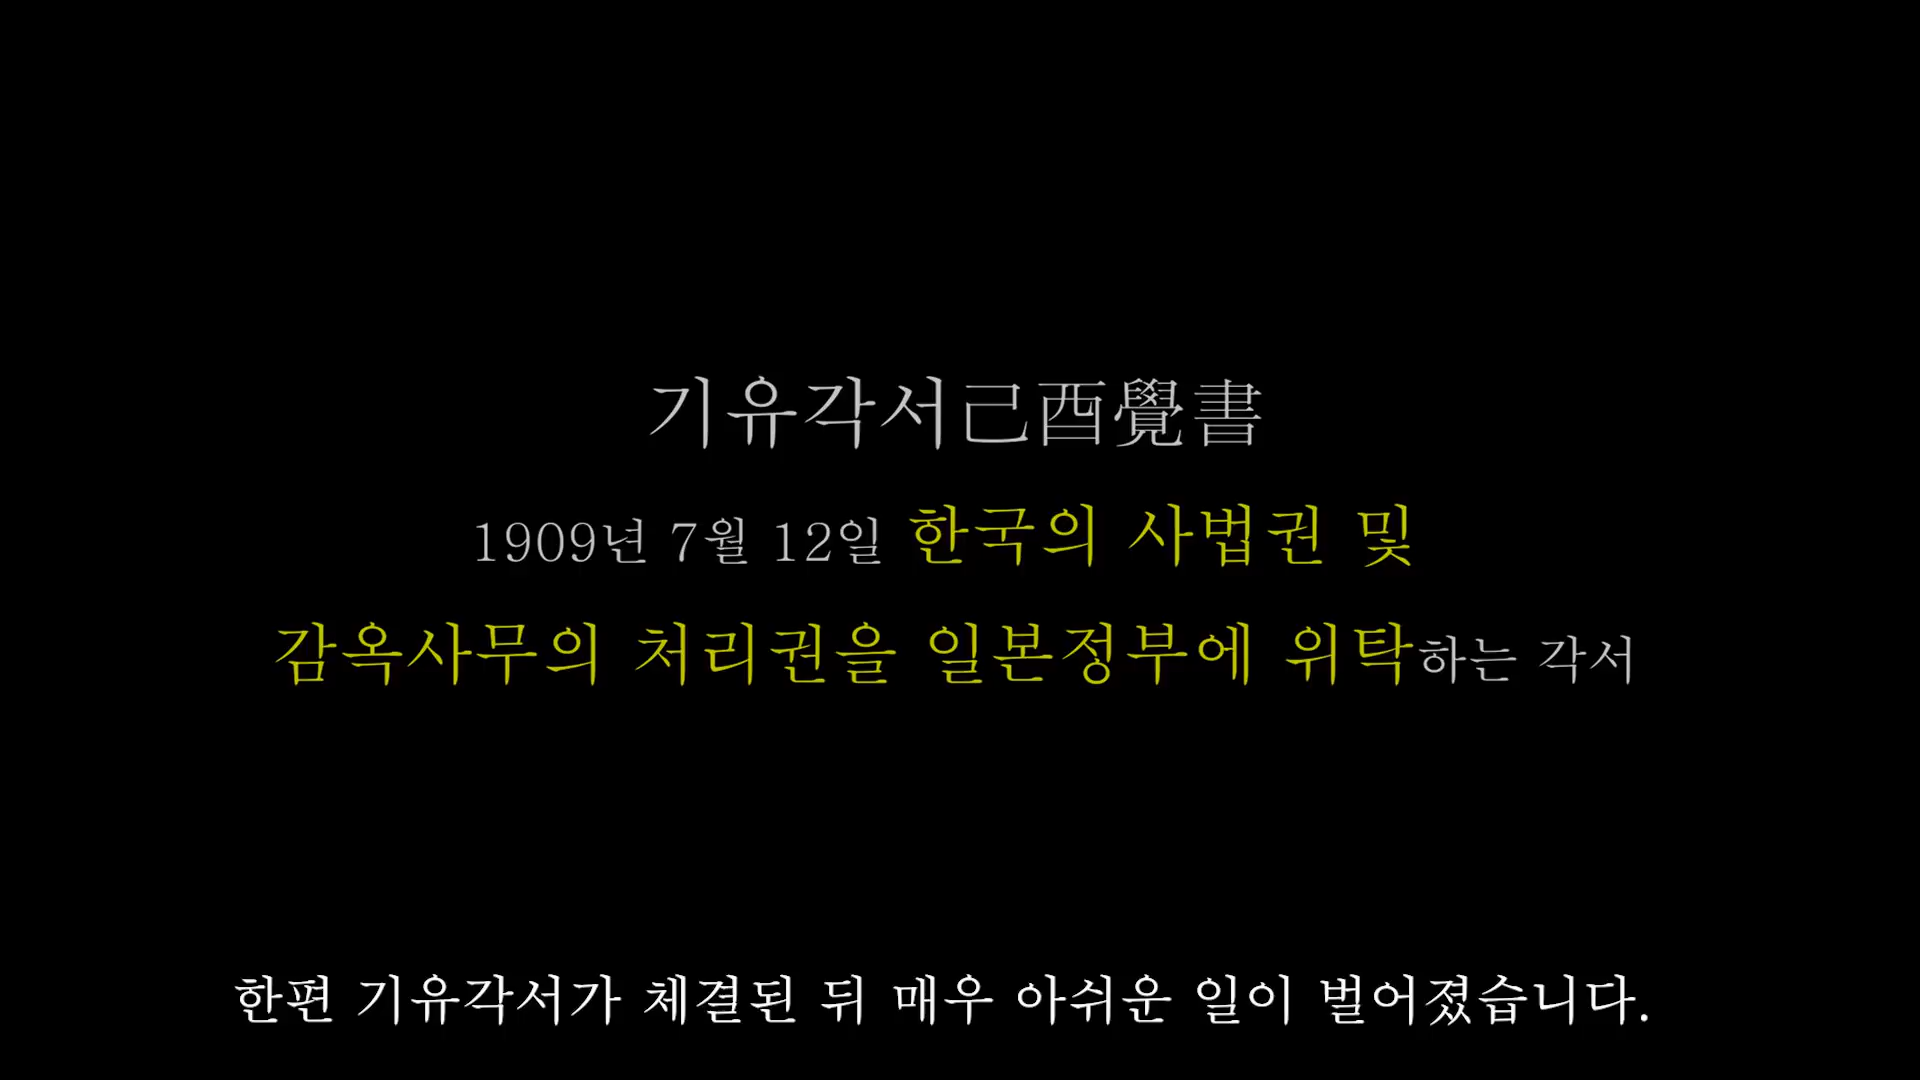 기유각서己酉覺書
1909년 7월 12일 한국의 사법권 및
감옥사무의 처리권을 일본정부에 위탁하는 각서
한편 기유각서가 체결된 뒤 매우 아쉬운 일이 벌어졌습니다.